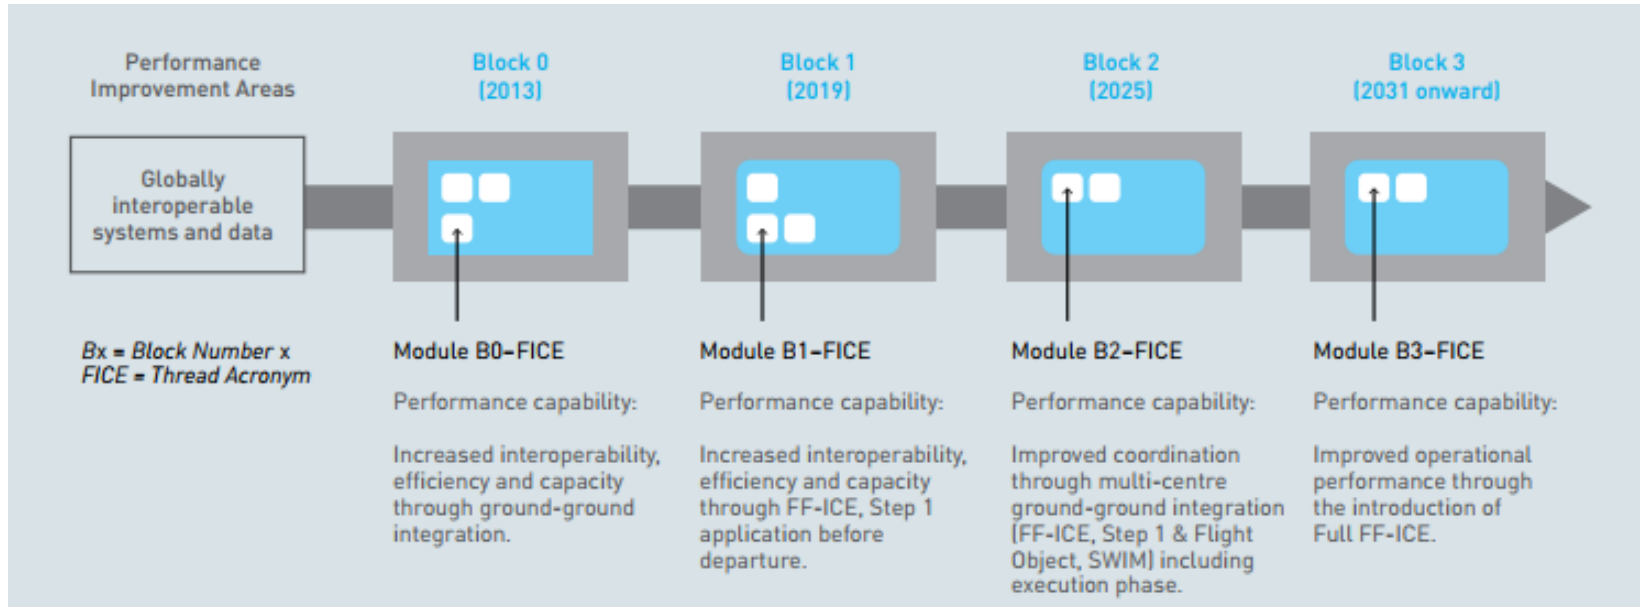 Performance
Improvement Areas
Block 0
(2013)
Block 1
(2019)
Block 2
(2025)
Block 3
(2031 onward)
Globally
interoperable
systems and data
Bx = Block Number x
FICE = Thread Acronym
Module B0–FICE
Performance capability:
Increased interoperability,
efficiency and capacity
through ground-ground
integration.
Module B1–FICE
Performance capability:
Increased interoperability,
efficiency and capacity
through FF-ICE, Step 1
application before
departure.
Module B2–FICE
Performance capability:
Improved coordination
through multi-centre
ground-ground integration
(FF-ICE, Step 1 & Flight
Object, SWIM) including
execution phase.
Module B3–FICE
Performance capability:
Improved operational
performance through
the introduction of
Full FF-ICE.